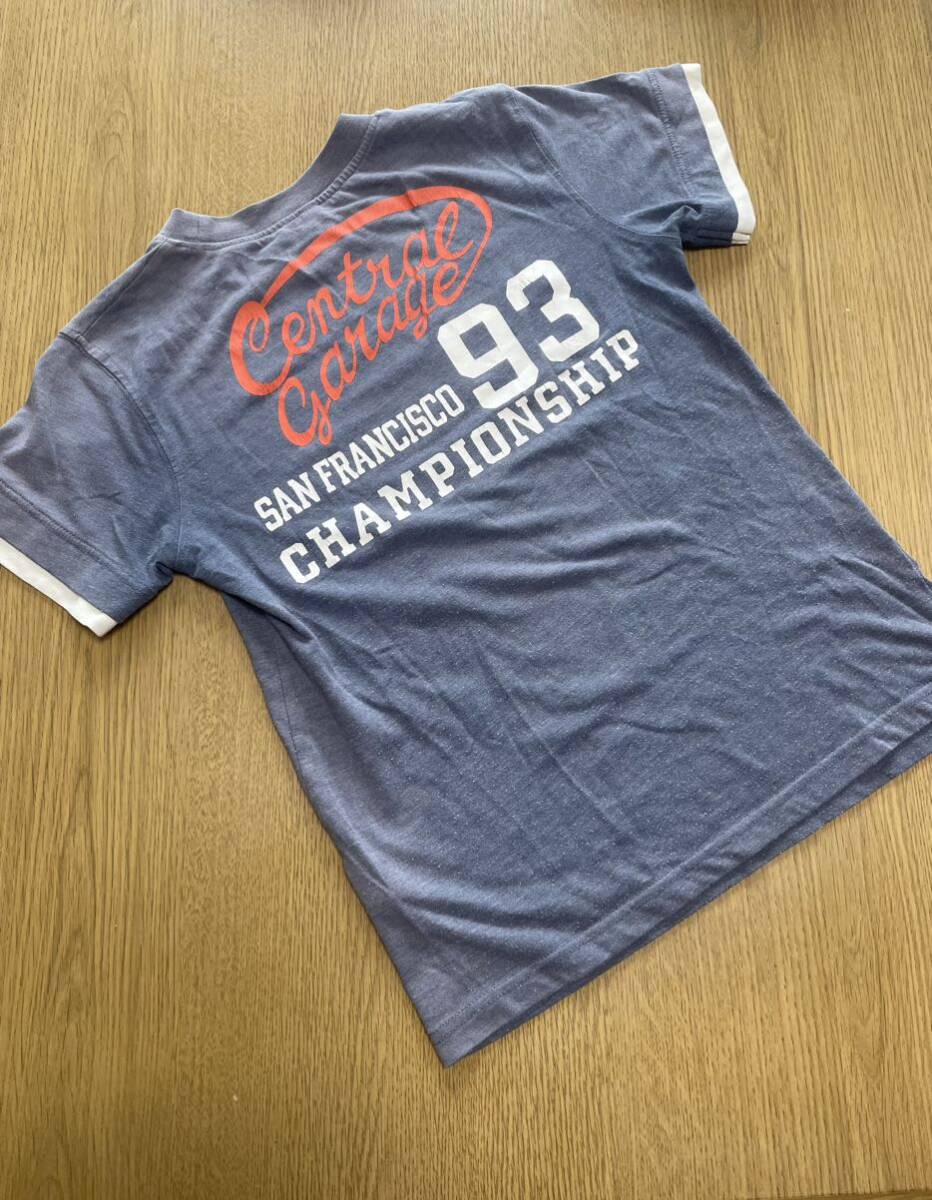 Central
Garage
93
SAN FRANCISCO
CHAMPIONSHIP